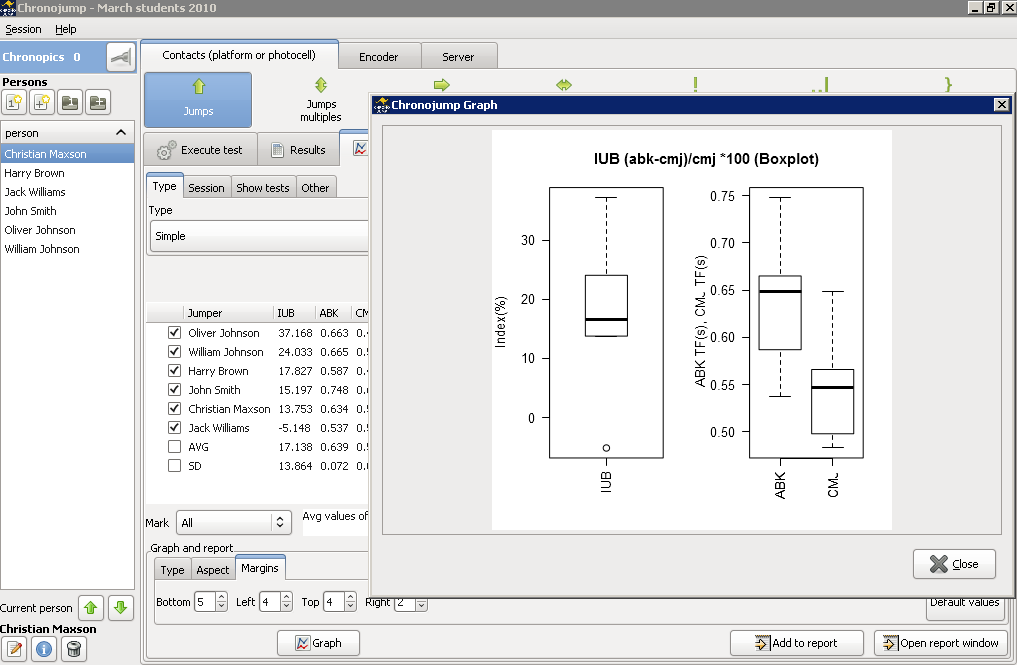 Chronojump - March students 2010
Session Help
Chronopics 0
Contacts (platform or photocell) Encoder Server
Persons
Jumps
Jumps
multiples
person
Christian Maxson
Harry Brown
Jack Williams
John Smith
Oliver Johnson
William Johnson
Execute test Results
Type Session Show tests Other
Type
Simple
Jumper IUB ABK CM
Oliver Johnson 37.168 0.663 0.4
William Johnson 24.033 0.665 0.5
Harry Brown 17.827 0.587 0.4
John Smith 15.197 0.748 0.6
Christian Maxson 13.753 0.634 0.5
Jack Williams -5.148 0.537 0.5
AVG 17.138 0.639 0.5
SD 13.864 0.072 0.0
Mark All Avg values of
Graph and report
Type Aspect Margins
Bottom 5 Left 4 Top 4 Right 2
Default values
Graph Add to report Open report window
Current person
Christian Maxson
Chronojump Graph
IUB (abk-cmj)/cmj *100 (Boxplot)
Index(%)
30
20
10
0
IUB
ABK TF(s), CMJ TF(s)
0.75
0.70
0.65
0.60
0.55
0.50
ABK
CMJ
Close